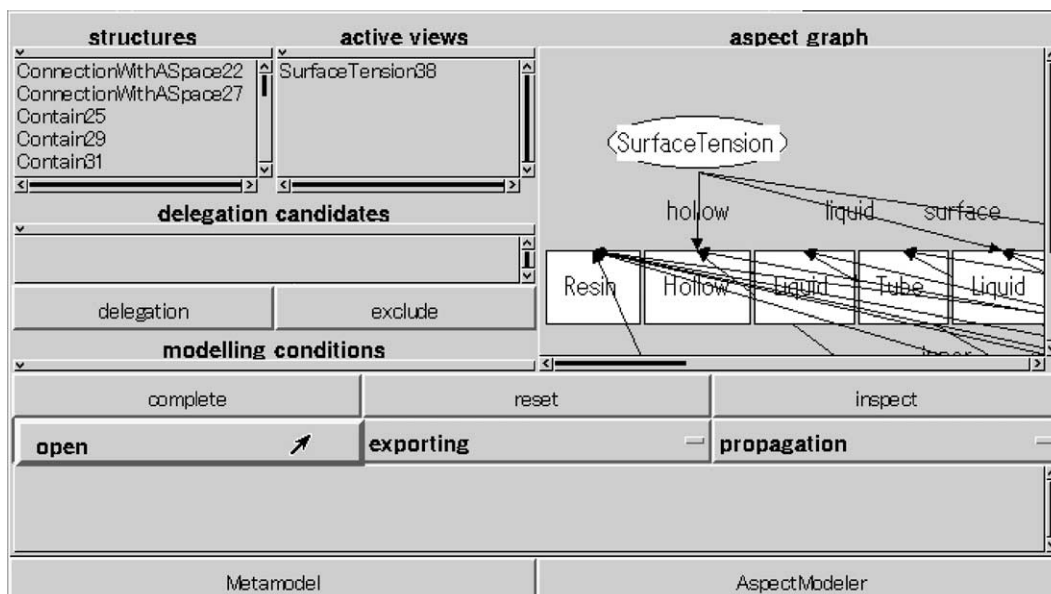 structures
active views
aspect graph
ConnectionWithASpace22
ConnectionWithASpace27
Contain25
Contain29
Contain31
SurfaceTension38
SurfaceTension
hollow
liquid
surface
delegation candidates
Resin
Hollow
Liquid
Tube
Liquid
delegation
exclude
modelling conditions
complete
reset
inspect
open
exporting
propagation
Metamodel
AspectModeler